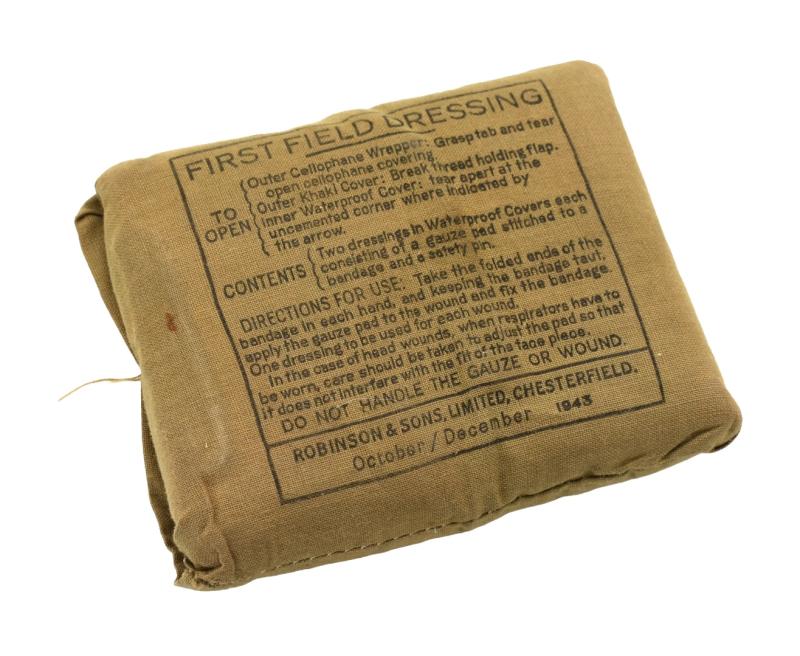 FIRST FIELD DRESSING
TO OPEN
Outer Cellophane Wrapper: Grasp tab and tear
open cellophane covering.
Outer Khaki Cover: Break thread holding flap.
Inner Waterproof Cover: tear apart at the
uncemented corner where indicated by
the arrow.
CONTENTS
Two dressings in Waterproof Covers each
consisting of a gauze pad stitched to a
bandage and a safety pin.
DIRECTIONS FOR USE: Take the folded ends of the
bandage in each hand, and keeping the bandage taut,
apply the gauze pad to the wound and fix the bandage.
One dressing to be used for each wound.
In the case of head wounds, when respirators have to
be worn, care should be taken to adjust the pad so that
it does not interfere with the fit of the face piece.
DO NOT HANDLE THE GAUZE OR WOUND.
ROBINSON & SONS, LIMITED, CHESTERFIELD.
October / December 1943